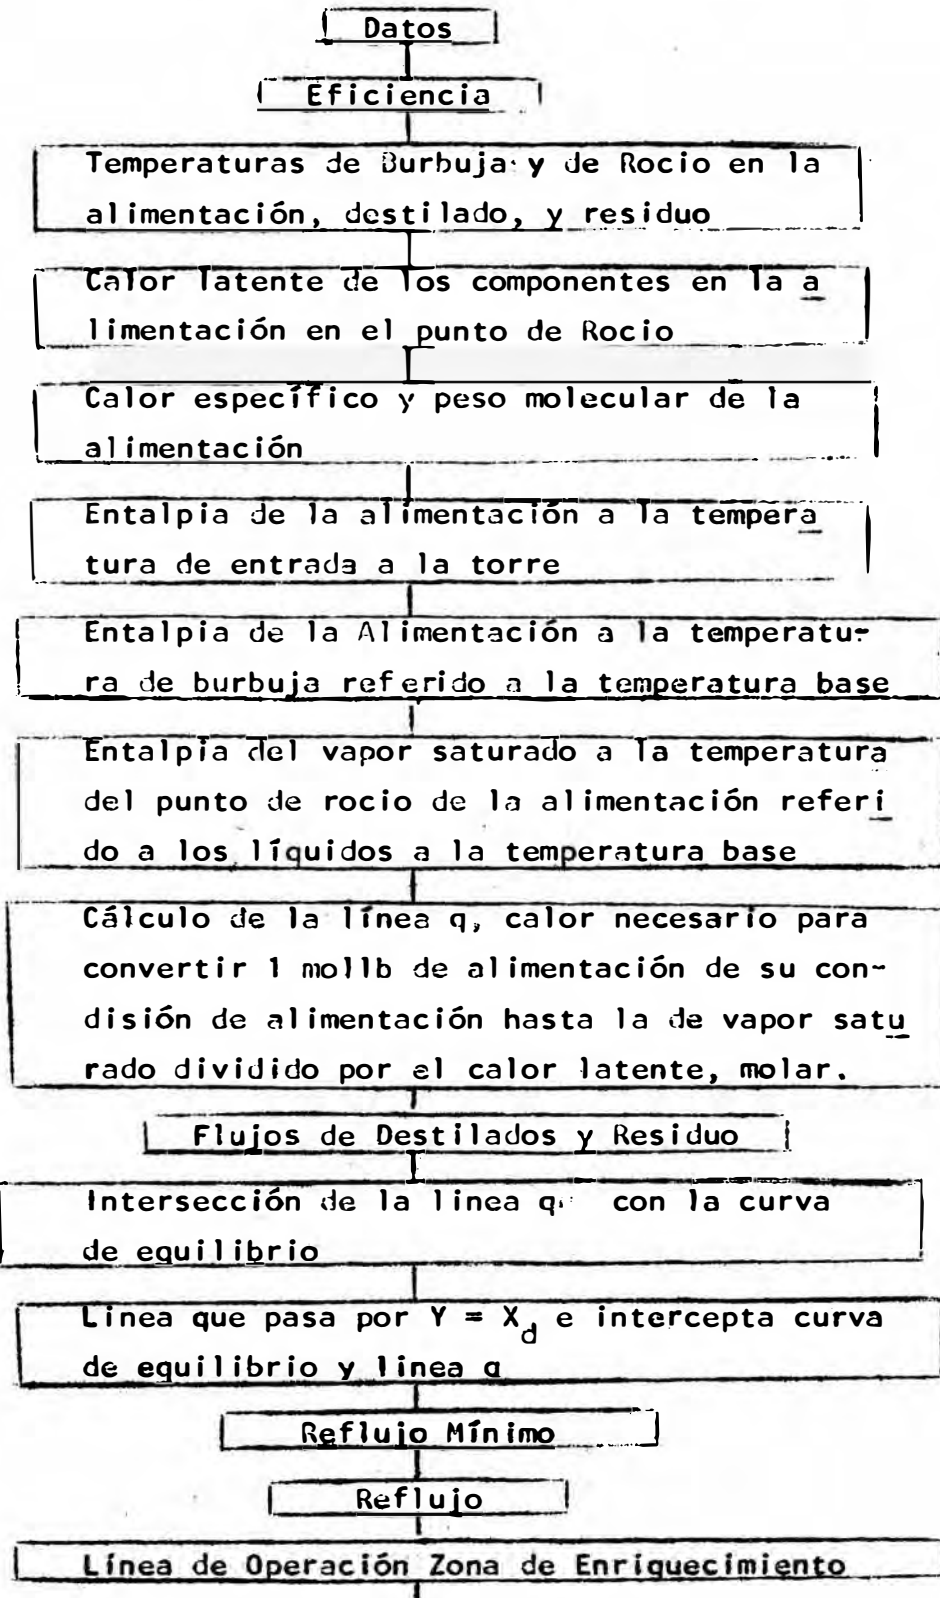 Datos
Eficiencia
Temperaturas de Burbuja y de Rocio en la
alimentación, destilado, y residuo
Calor latente de los componentes en la a
limentación en el punto de Rocio
Calor específico y peso molecular de la
alimentación
Entalpia de la alimentación a la tempera
tura de entrada a la torre
Entalpia de la Alimentación a la temperatu-
ra de burbuja referido a la temperatura base
Entalpia del vapor saturado a la temperatura
del punto de rocio de la alimentación referi
do a los líquidos a la temperatura base
Cálculo de la línea q, calor necesario para
convertir 1 mollb de alimentación de su con-
disión de alimentación hasta la de vapor satu
rado dividido por el calor latente, molar.
Flujos de Destilados y Residuo
Intersección de la linea q con la curva
de equilibrio
Linea que pasa por Y = X_d e intercepta curva
de equilibrio y linea q
Reflujo Mínimo
Reflujo
Línea de Operación Zona de Enriquecimiento